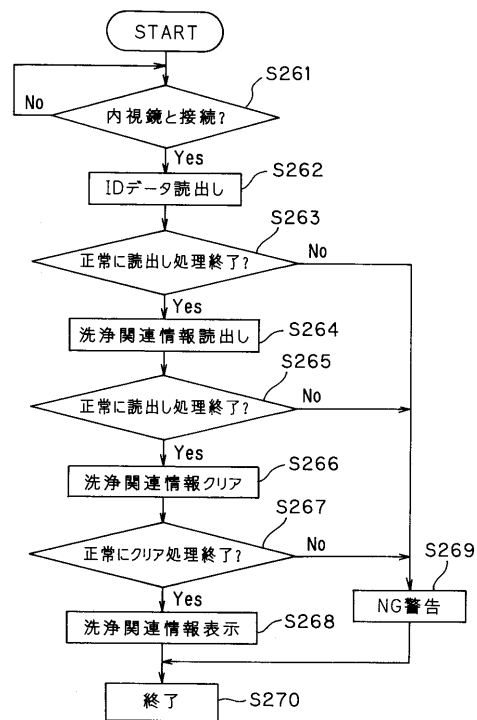 START
S261
No
内視鏡と接続?
Yes
S262
IDデータ読出し
S263
正常に読出し処理終了?
No
Yes
洗浄関連情報読出し
S264
S265
正常に読出し処理終了?
No
Yes
S266
洗浄関連情報クリア
S267
正常にクリア処理終了?
No
S269
Yes
NG警告
洗浄関連情報表示
S268
終了
S270